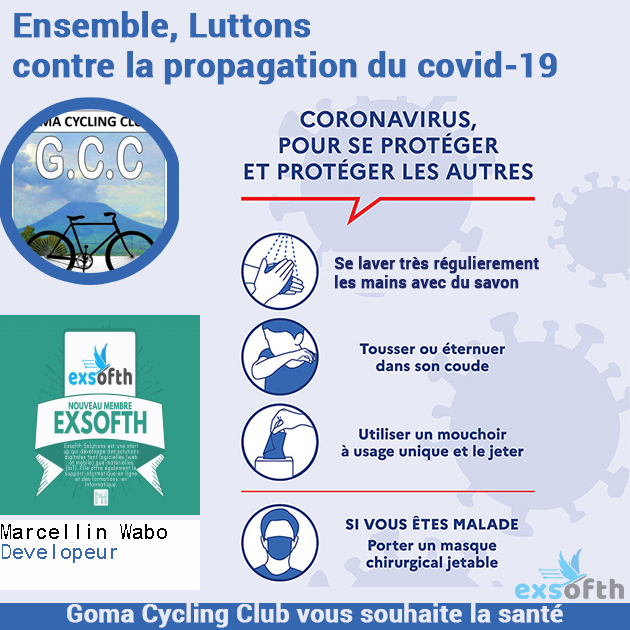 Ensemble, Luttons
contre la propagation du covid-19
MA CYCLING CLU
G.C.C
CORONAVIRUS,
POUR SE PROTÉGER
ET PROTÉGER LES AUTRES
Se laver très régulierement
les mains avec du savon
Tousser ou éternuer
dans son coude
Utiliser un mouchoir
à usage unique et le jeter
SI VOUS ÊTES MALADE
Porter un masque
chirurgical jetable
exsofth
NOUVEAU MEMBRE
EXSOFTH
Exsofth Solutions est une start
up qui développe des solutions
digitales tant logicielles (web
et mobile) que matérielles
(IoT). Elle offre également le
support informatique en ligne
et des formations en
informatique.
Marcellin Wabo
Developeur
exsofth
Goma Cycling Club vous souhaite la santé